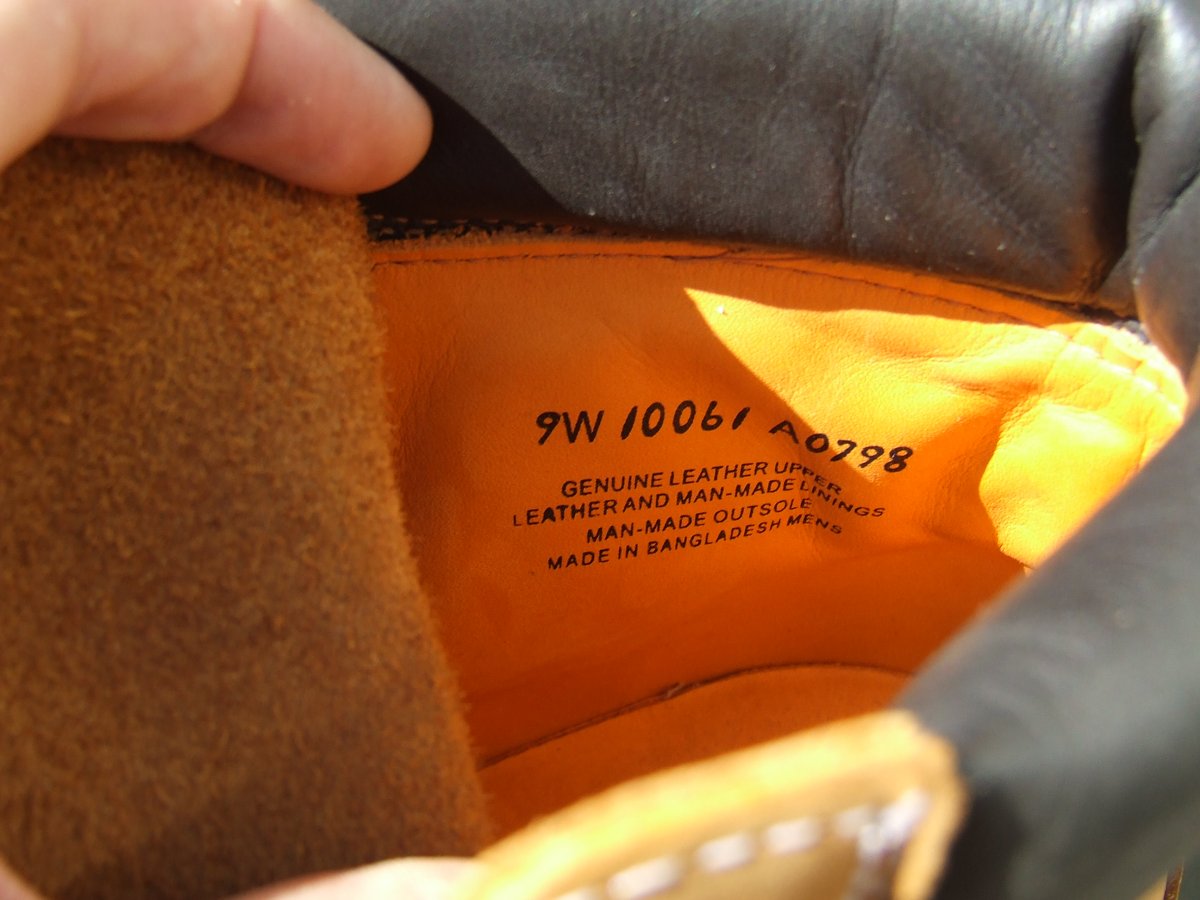 9W 10061 A0798
GENUINE LEATHER UPPER
LEATHER AND MAN-MADE LININGS
MAN-MADE OUTSOLE
MADE IN BANGLADESH MENS